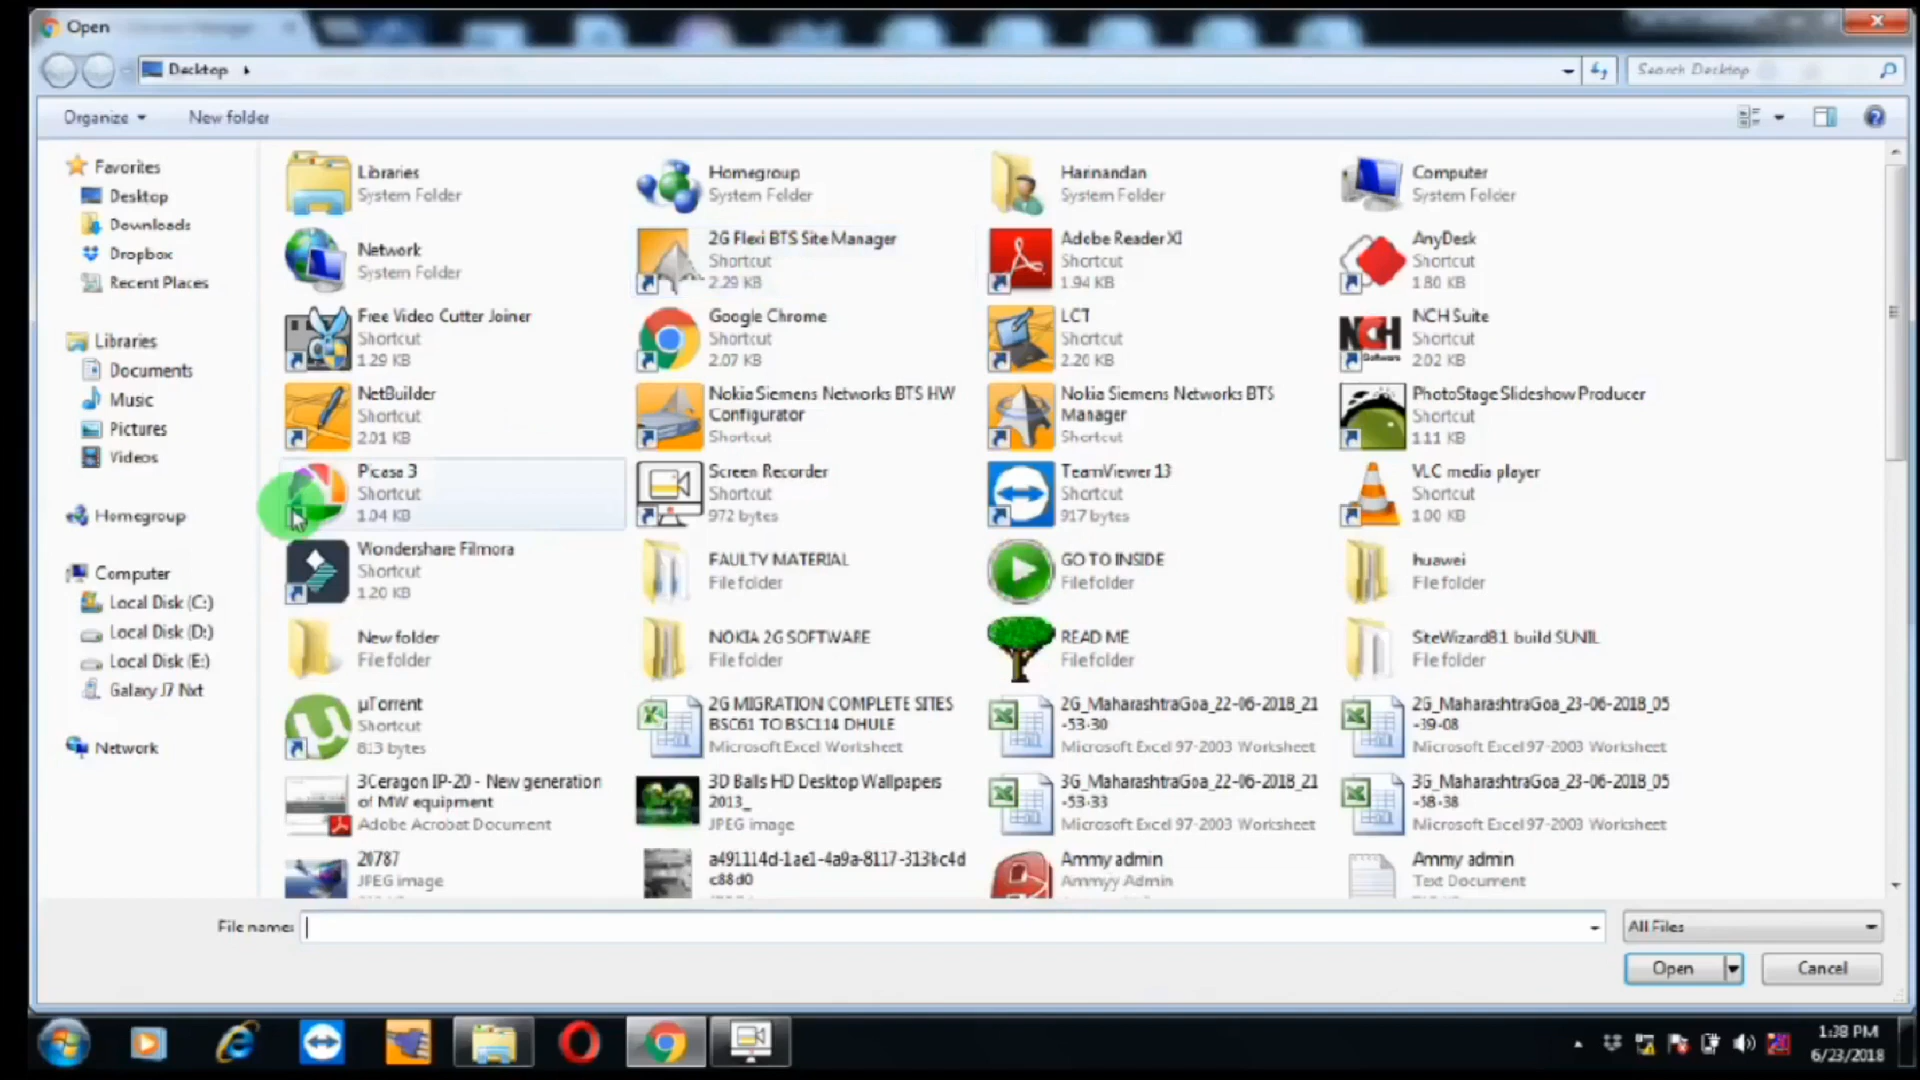 Open
Desktop
Search Desktop
Organize
New folder
Favorites
Desktop
Downloads
Dropbox
Recent Places
Libraries
Documents
Music
Pictures
Videos
Homegroup
Computer
Local Disk (C:)
Local Disk (D:)
Local Disk (E:)
Galaxy J7 Nxt
Network
Libraries
System Folder
Homegroup
System Folder
Harinandan
System Folder
Computer
System Folder
Network
System Folder
2G Flexi BTS Site Manager
Shortcut
2.29 KB
Adobe Reader XI
Shortcut
1.94 KB
AnyDesk
Shortcut
1.80 KB
Free Video Cutter Joiner
Shortcut
1.29 KB
Google Chrome
Shortcut
2.07 KB
LCT
Shortcut
2.20 KB
NCH Suite
Shortcut
2.02 KB
NetBuilder
Shortcut
2.01 KB
Nokia Siemens Networks BTS HW
Configurator
Shortcut
Nokia Siemens Networks BTS
Manager
Shortcut
PhotoStage Slideshow Producer
Shortcut
1.11 KB
Picasa 3
Shortcut
1.04 KB
Screen Recorder
Shortcut
972 bytes
TeamViewer 13
Shortcut
917 bytes
VLC media player
Shortcut
1.00 KB
Wondershare Filmora
Shortcut
1.20 KB
FAULTY MATERIAL
File folder
GO TO INSIDE
File folder
huawei
File folder
New folder
File folder
NOKIA 2G SOFTWARE
File folder
READ ME
File folder
SiteWizard8.1 build SUNIL
File folder
µTorrent
Shortcut
813 bytes
2G MIGRATION COMPLETE SITES
BSC61 TO BSC114 DHULE
Microsoft Excel Worksheet
2G_MaharashtraGoa_22-06-2018_21
-53-30
Microsoft Excel 97-2003 Worksheet
2G_MaharashtraGoa_23-06-2018_05
-39-08
Microsoft Excel 97-2003 Worksheet
3Ceragon IP-20 - New generation
of MW equipment
Adobe Acrobat Document
3D Balls HD Desktop Wallpapers
2013_
JPEG image
3G_MaharashtraGoa_22-06-2018_21
-53-33
Microsoft Excel 97-2003 Worksheet
3G_MaharashtraGoa_23-06-2018_05
-58-38
Microsoft Excel 97-2003 Worksheet
20787
JPEG image
a491114d-1ae1-4a9a-8117-313bc4d
c88d0
Ammy admin
Ammyy Admin
Ammy admin
Text Document
File name:
All Files
Open
Cancel
1:38 PM
6/23/2018